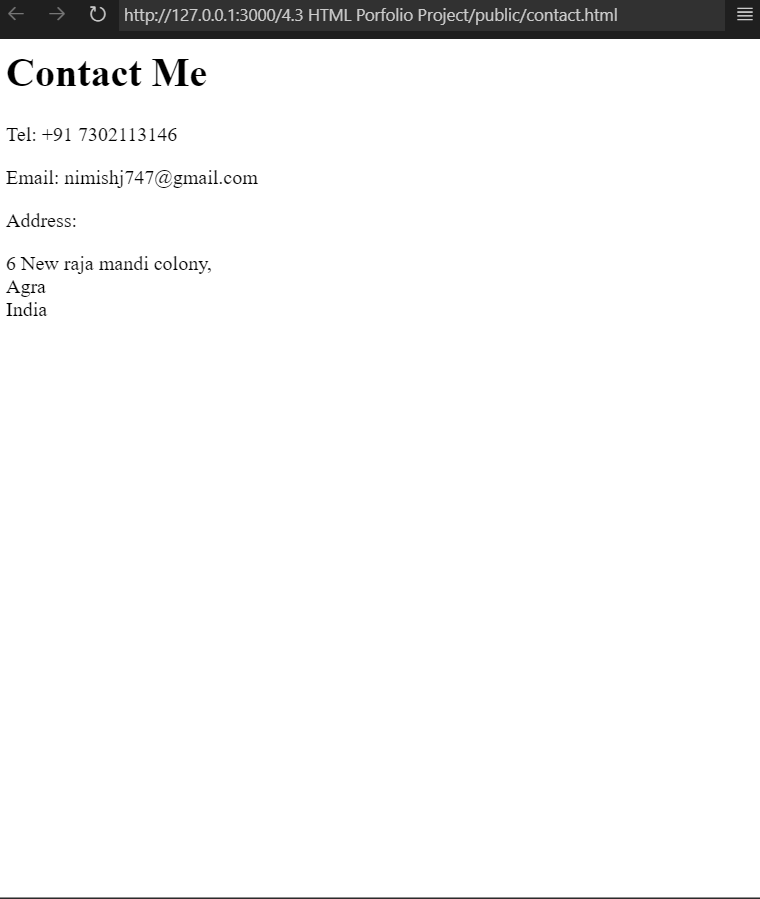 http://127.0.0.1:3000/4.3 HTML Porfolio Project/public/contact.html
Contact Me
Tel: +91 7302113146
Email: nimishj747@gmail.com
Address:
6 New raja mandi colony,
Agra
India